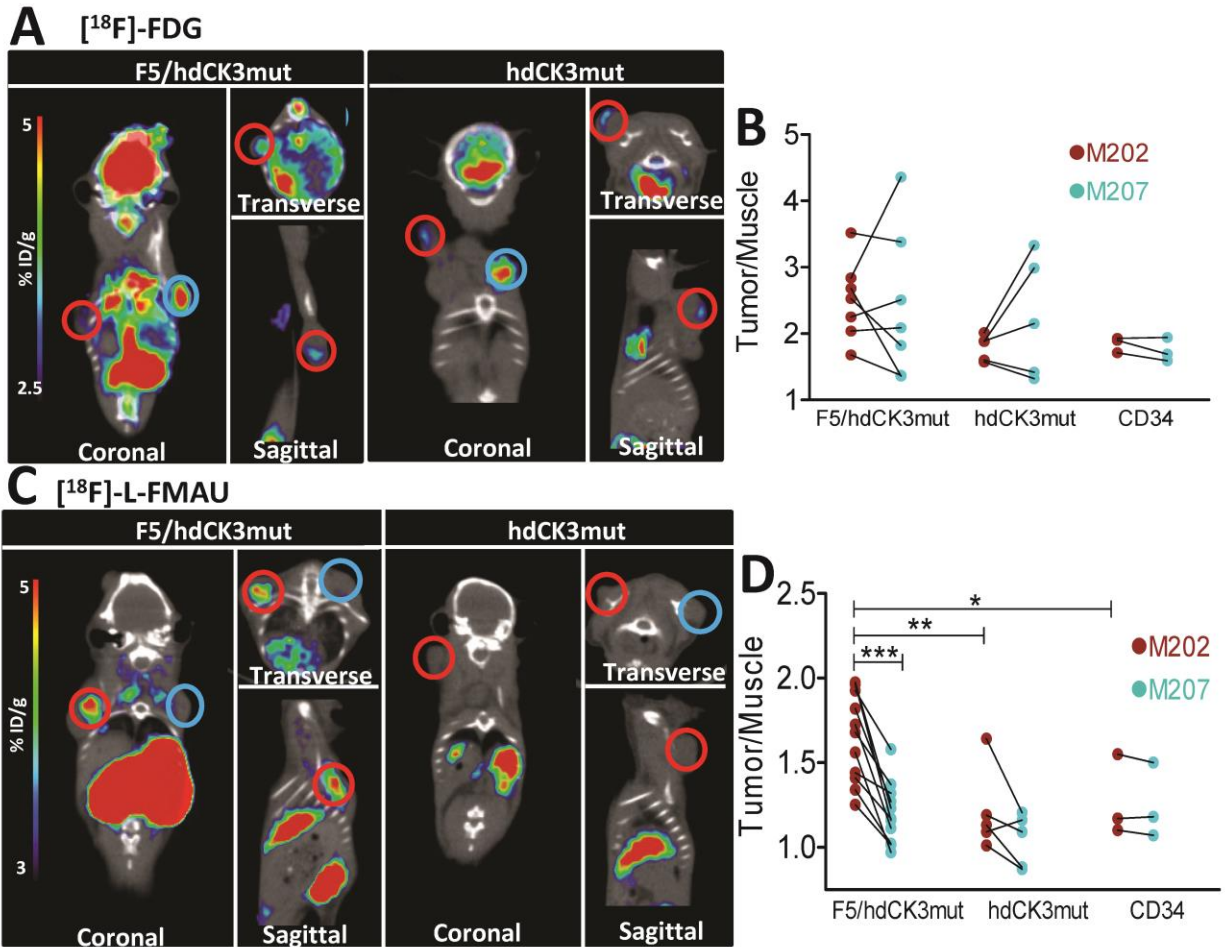 A [¹⁸F]-FDG
F5/hdCK3mut
hdCK3mut
5
% ID/g
2.5
Coronal
Transverse
Sagittal
Coronal
Transverse
Sagittal
B
Tumor/Muscle
5
4
3
2
1
M202
M207
F5/hdCK3mut hdCK3mut CD34
C [¹⁸F]-L-FMAU
F5/hdCK3mut
hdCK3mut
5
% ID/g
3
Coronal
Transverse
Sagittal
Coronal
Transverse
Sagittal
D
Tumor/Muscle
2.5
2.0
1.5
1.0
*
**
***
M202
M207
F5/hdCK3mut hdCK3mut CD34